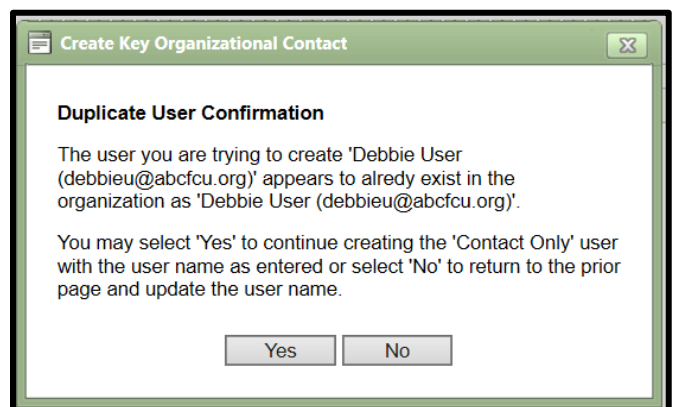 Create Key Organizational Contact
Duplicate User Confirmation
The user you are trying to create 'Debbie User
(debbieu@abcfcu.org)' appears to alredy exist in the
organization as 'Debbie User (debbieu@abcfcu.org)'.
You may select 'Yes' to continue creating the 'Contact Only' user
with the user name as entered or select 'No' to return to the prior
page and update the user name.
Yes No